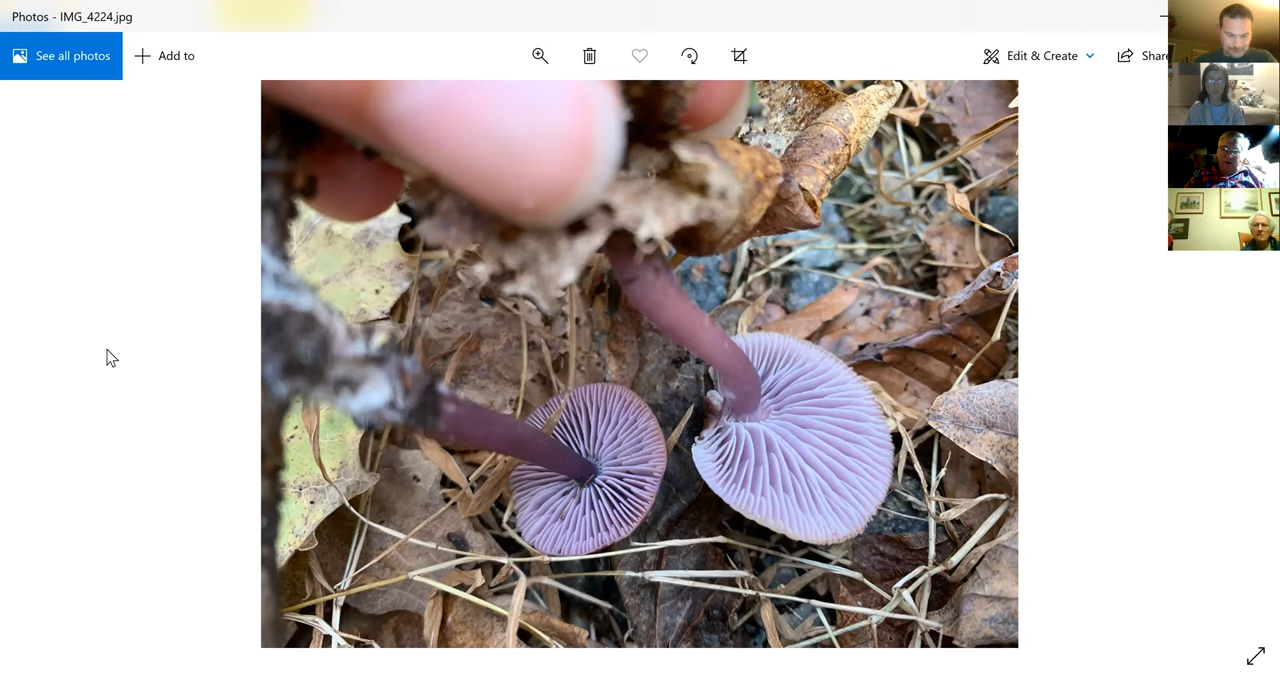 Photos - IMG_4224.jpg
See all photos
Add to
Edit & Create
Share